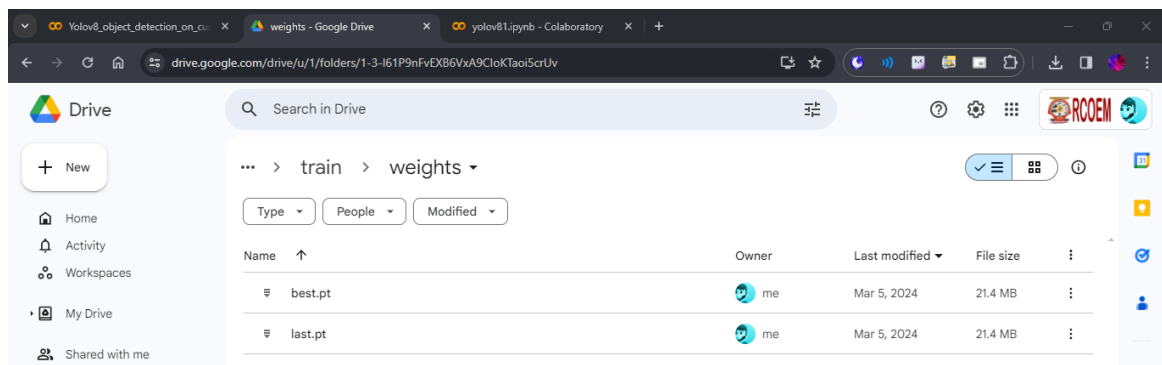 Yolov8_object_detection_on_cu
weights - Google Drive
yolov81.ipynb - Colaboratory
drive.google.com/drive/u/1/folders/1-3-I61P9nFvEXB6VxA9CIoKTaoi5crUv
Drive
Search in Drive
RCOEM
31
New
train > weights
Type People Modified
Home
Activity
Workspaces
My Drive
Shared with me
Name Owner Last modified File size
best.pt me Mar 5, 2024 21.4 MB
last.pt me Mar 5, 2024 21.4 MB